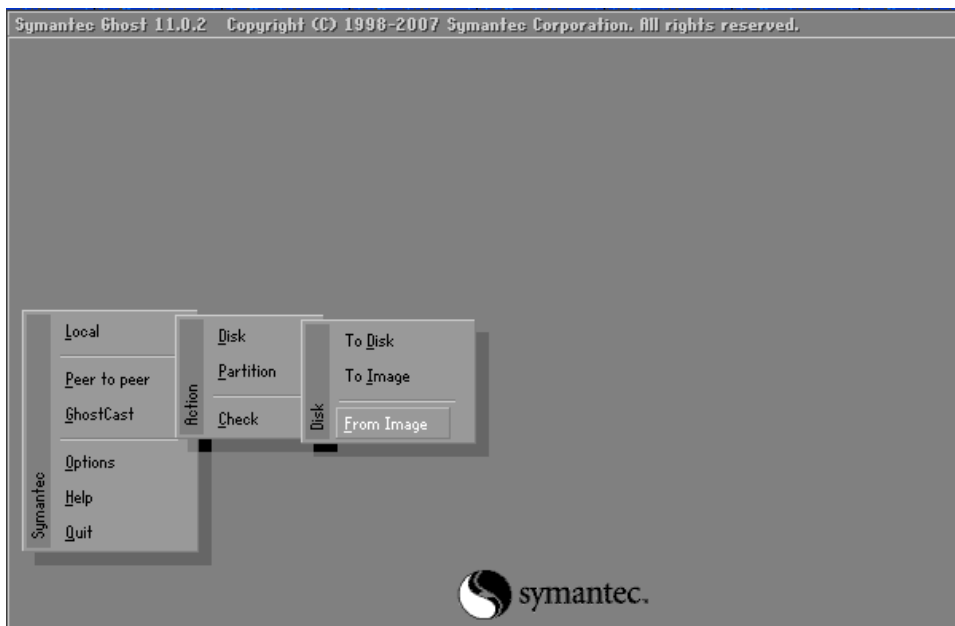 Symantec Ghost 11.0.2 Copyright (C) 1998-2007 Symantec Corporation. All rights reserved.
Symantec
Local
Peer to peer
GhostCast
Options
Help
Quit
Action
Disk
Partition
Check
Disk
To Disk
To Image
From Image
symantec.